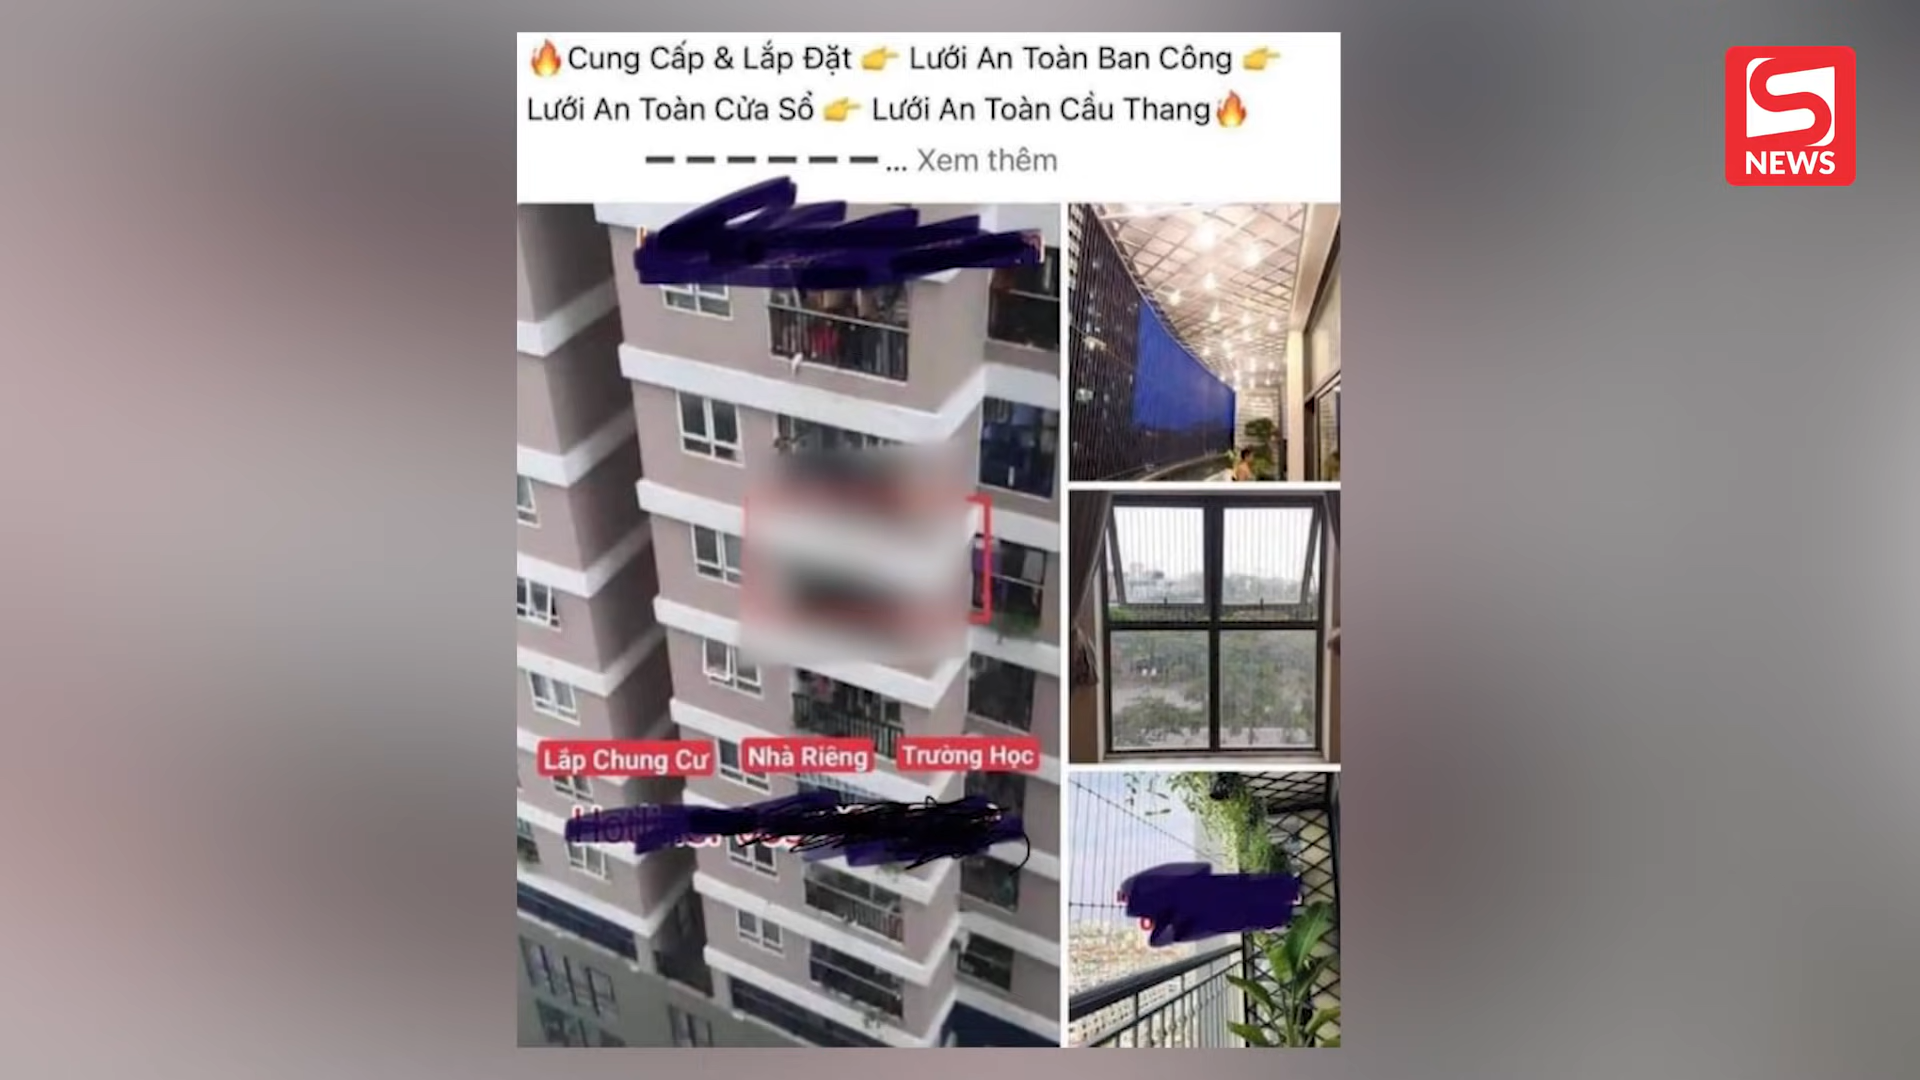 🔥Cung Cấp & Lắp Đặt 👉 Lưới An Toàn Ban Công 👉
Lưới An Toàn Cửa Sổ 👉 Lưới An Toàn Cầu Thang🔥
➖➖➖➖➖➖... Xem thêm
S
NEWS
Lắp Chung Cư
Nhà Riêng
Trường Học